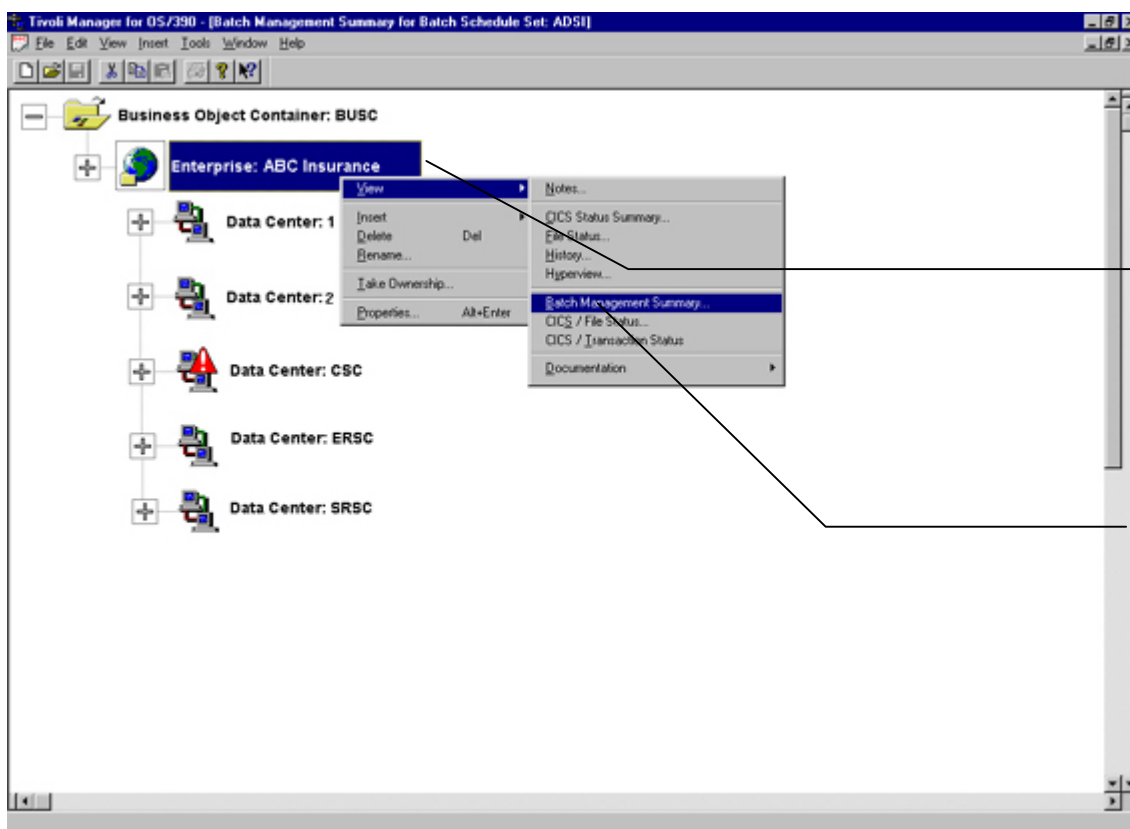 Tivoli Manager for OS/390 - [Batch Management Summary for Batch Schedule Set: ADSI]
File Edit View Insert Tools Window Help
Business Object Container: BUSC
Enterprise: ABC Insurance
View
Insert
Delete Del
Rename...
Take Ownership...
Properties... Alt+Enter
Notes...
CICS Status Summary...
File Status...
History...
Hyperview...
Batch Management Summary...
CICS / File Status...
CICS / Transaction Status
Documentation
Data Center: 1
Data Center: 2
Data Center: CSC
Data Center: ERSC
Data Center: SRSC